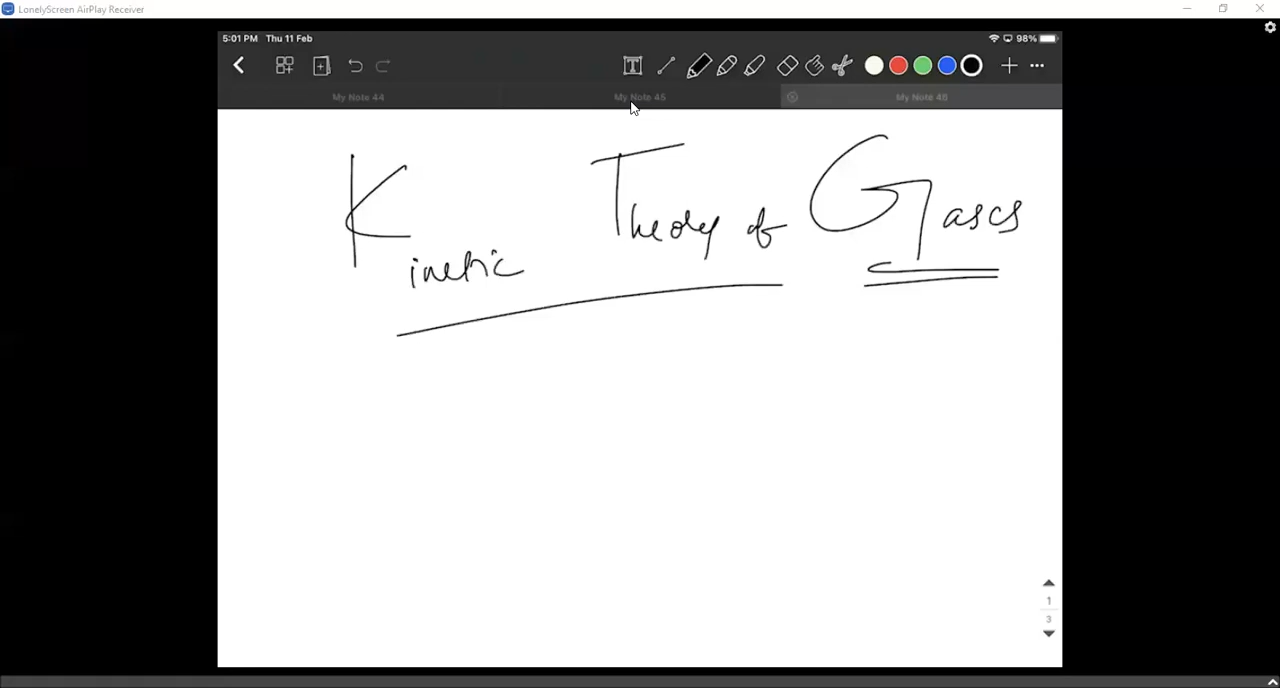 LonelyScreen AirPlay Receiver
5:01 PM Thu 11 Feb 98%
My Note 44 My Note 45 My Note 46
Kinetic Theory of Gases
1
3